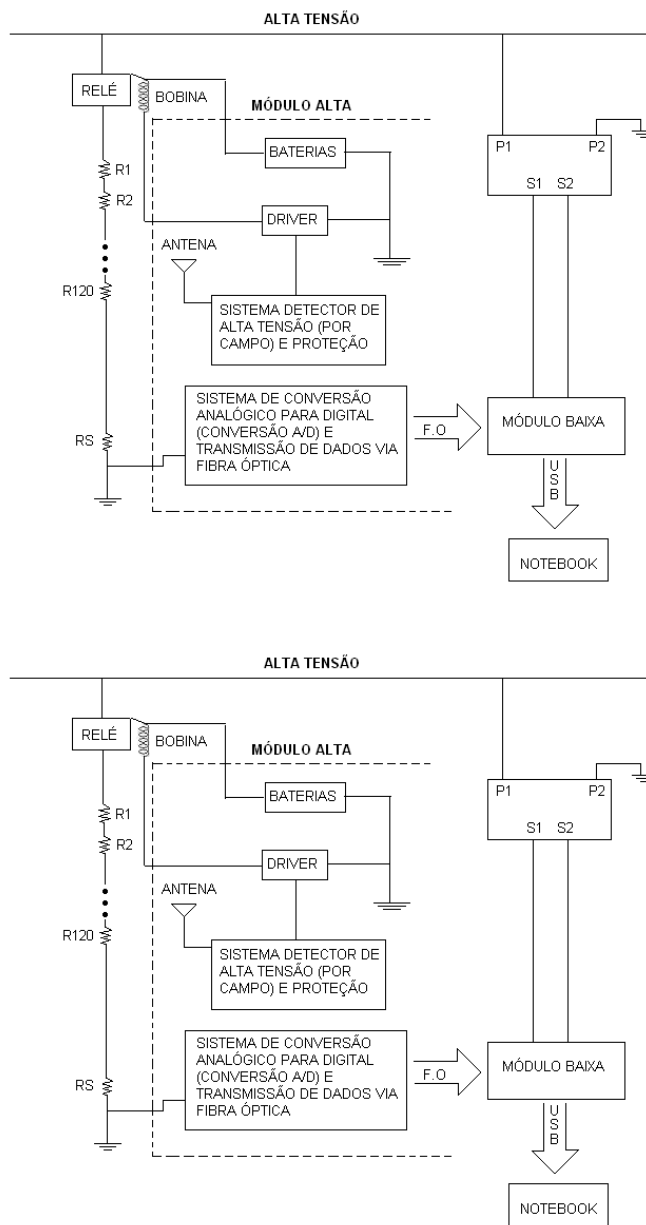 ALTA TENSÃO
RELÉ
BOBINA
MÓDULO ALTA
P1
P2
BATERIAS
S1
S2
R1
R2
DRIVER
ANTENA
R120
SISTEMA DETECTOR DE
ALTA TENSÃO (POR
CAMPO) E PROTEÇÃO
SISTEMA DE CONVERSÃO
ANALÓGICO PARA DIGITAL
(CONVERSÃO A/D) E
TRANSMISSÃO DE DADOS VIA
FIBRA ÓPTICA
RS
F.O
MÓDULO BAIXA
USB
NOTEBOOK
ALTA TENSÃO
RELÉ
BOBINA
MÓDULO ALTA
P1
P2
BATERIAS
S1
S2
R1
R2
DRIVER
ANTENA
R120
SISTEMA DETECTOR DE
ALTA TENSÃO (POR
CAMPO) E PROTEÇÃO
SISTEMA DE CONVERSÃO
ANALÓGICO PARA DIGITAL
(CONVERSÃO A/D) E
TRANSMISSÃO DE DADOS VIA
FIBRA ÓPTICA
RS
F.O
MÓDULO BAIXA
USB
NOTEBOOK